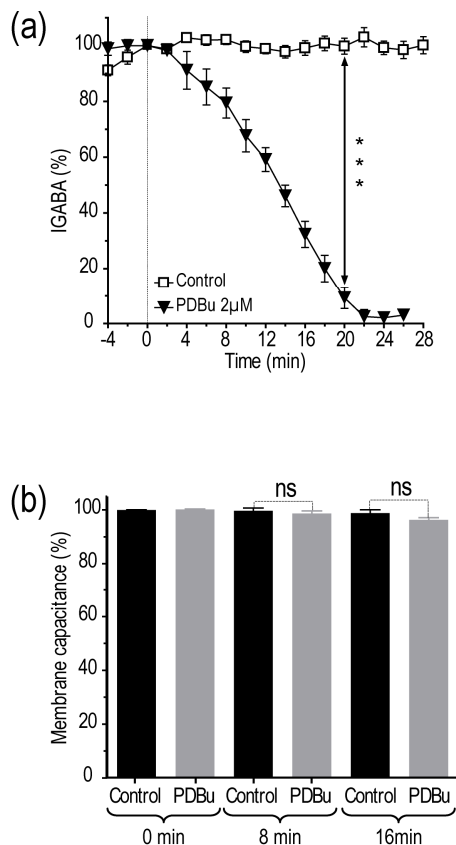 (a)
IGABA (%)
100
80
60
40
20
0
***
Control
PDBu 2µM
-4 0 4 8 12 16 20 24 28
Time (min)
(b)
Membrane capacitance (%)
100
80
60
40
20
0
ns ns
Control PDBu Control PDBu Control PDBu
0 min 8 min 16min